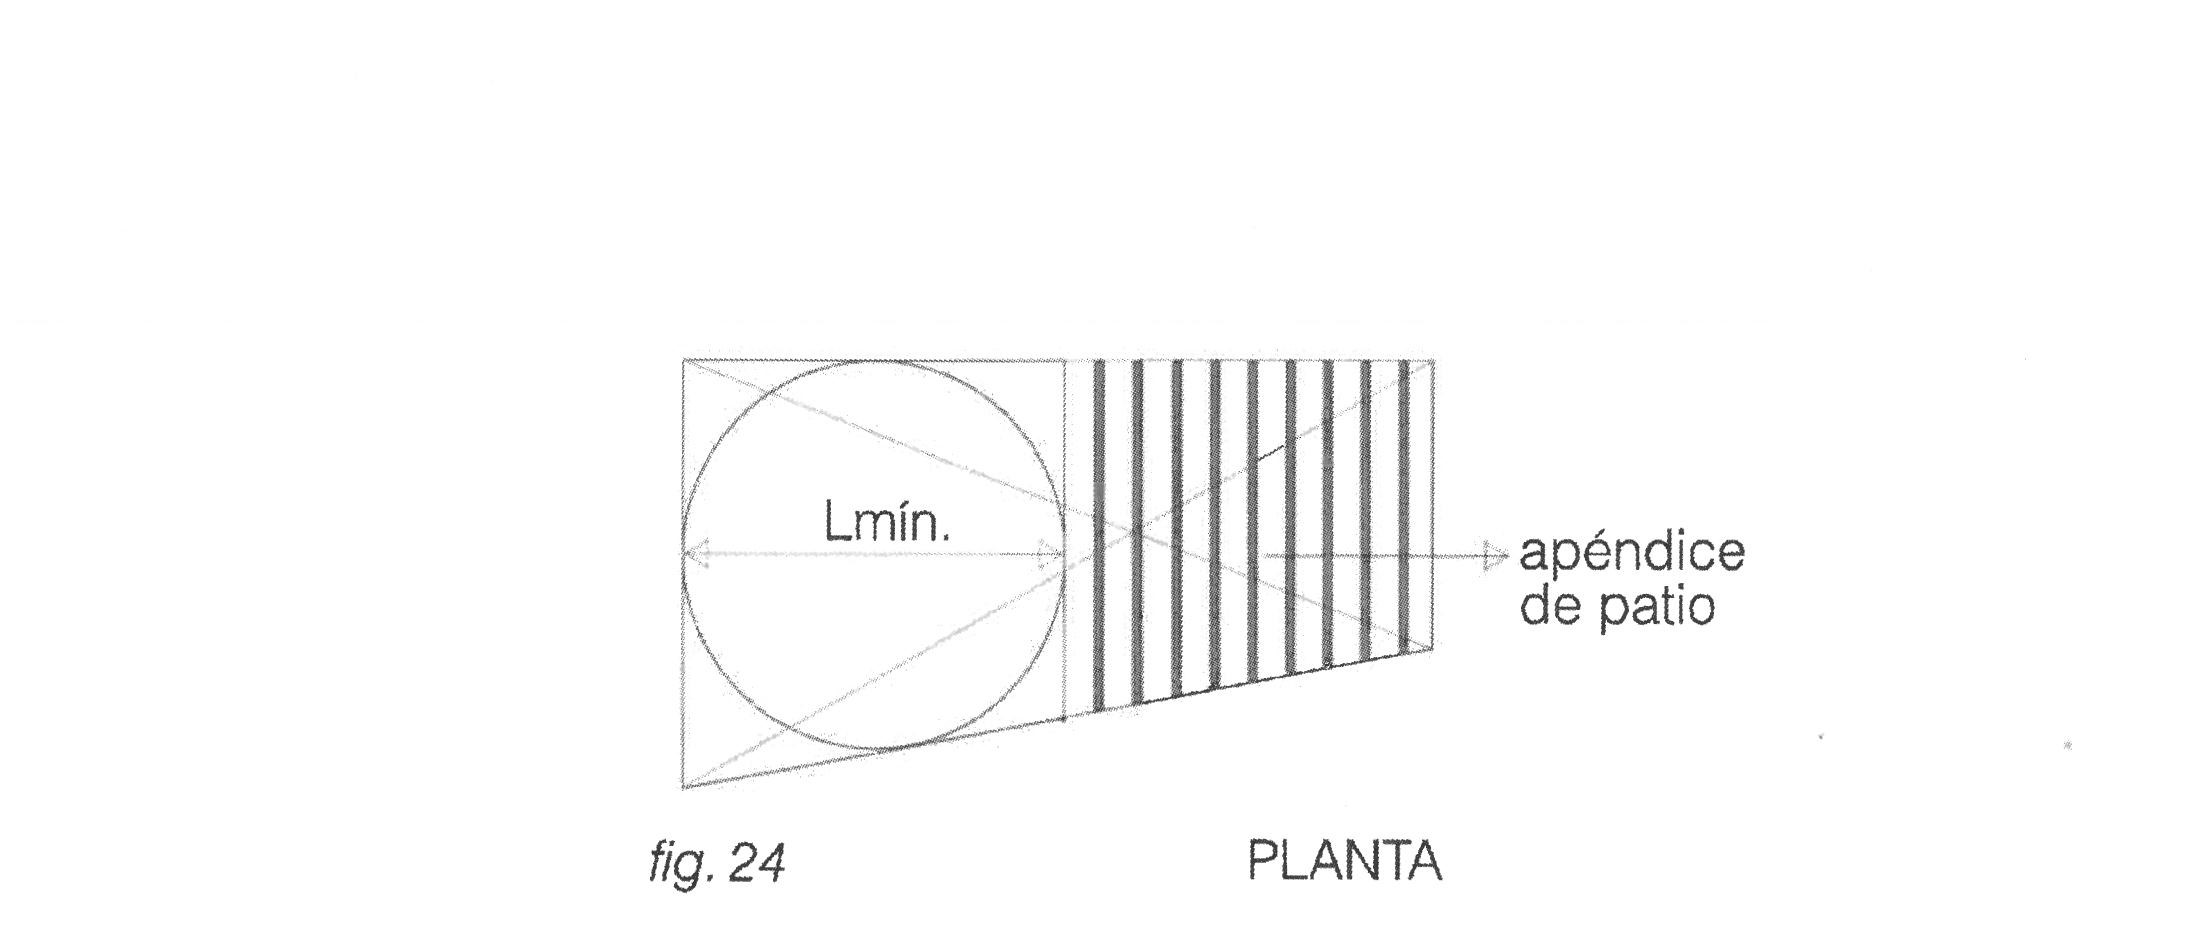 Lmín.
apéndice
de patio
fig. 24
PLANTA